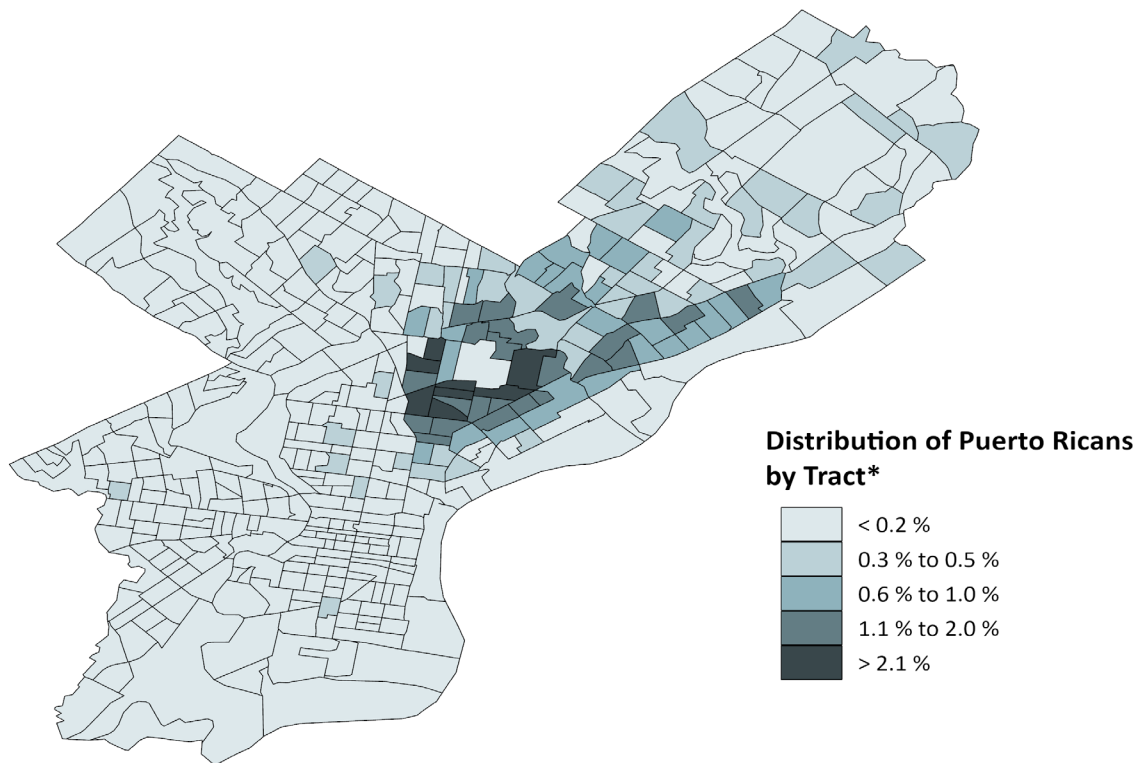 Distribution of Puerto Ricans
by Tract*
< 0.2 %
0.3 % to 0.5 %
0.6 % to 1.0 %
1.1 % to 2.0 %
> 2.1 %